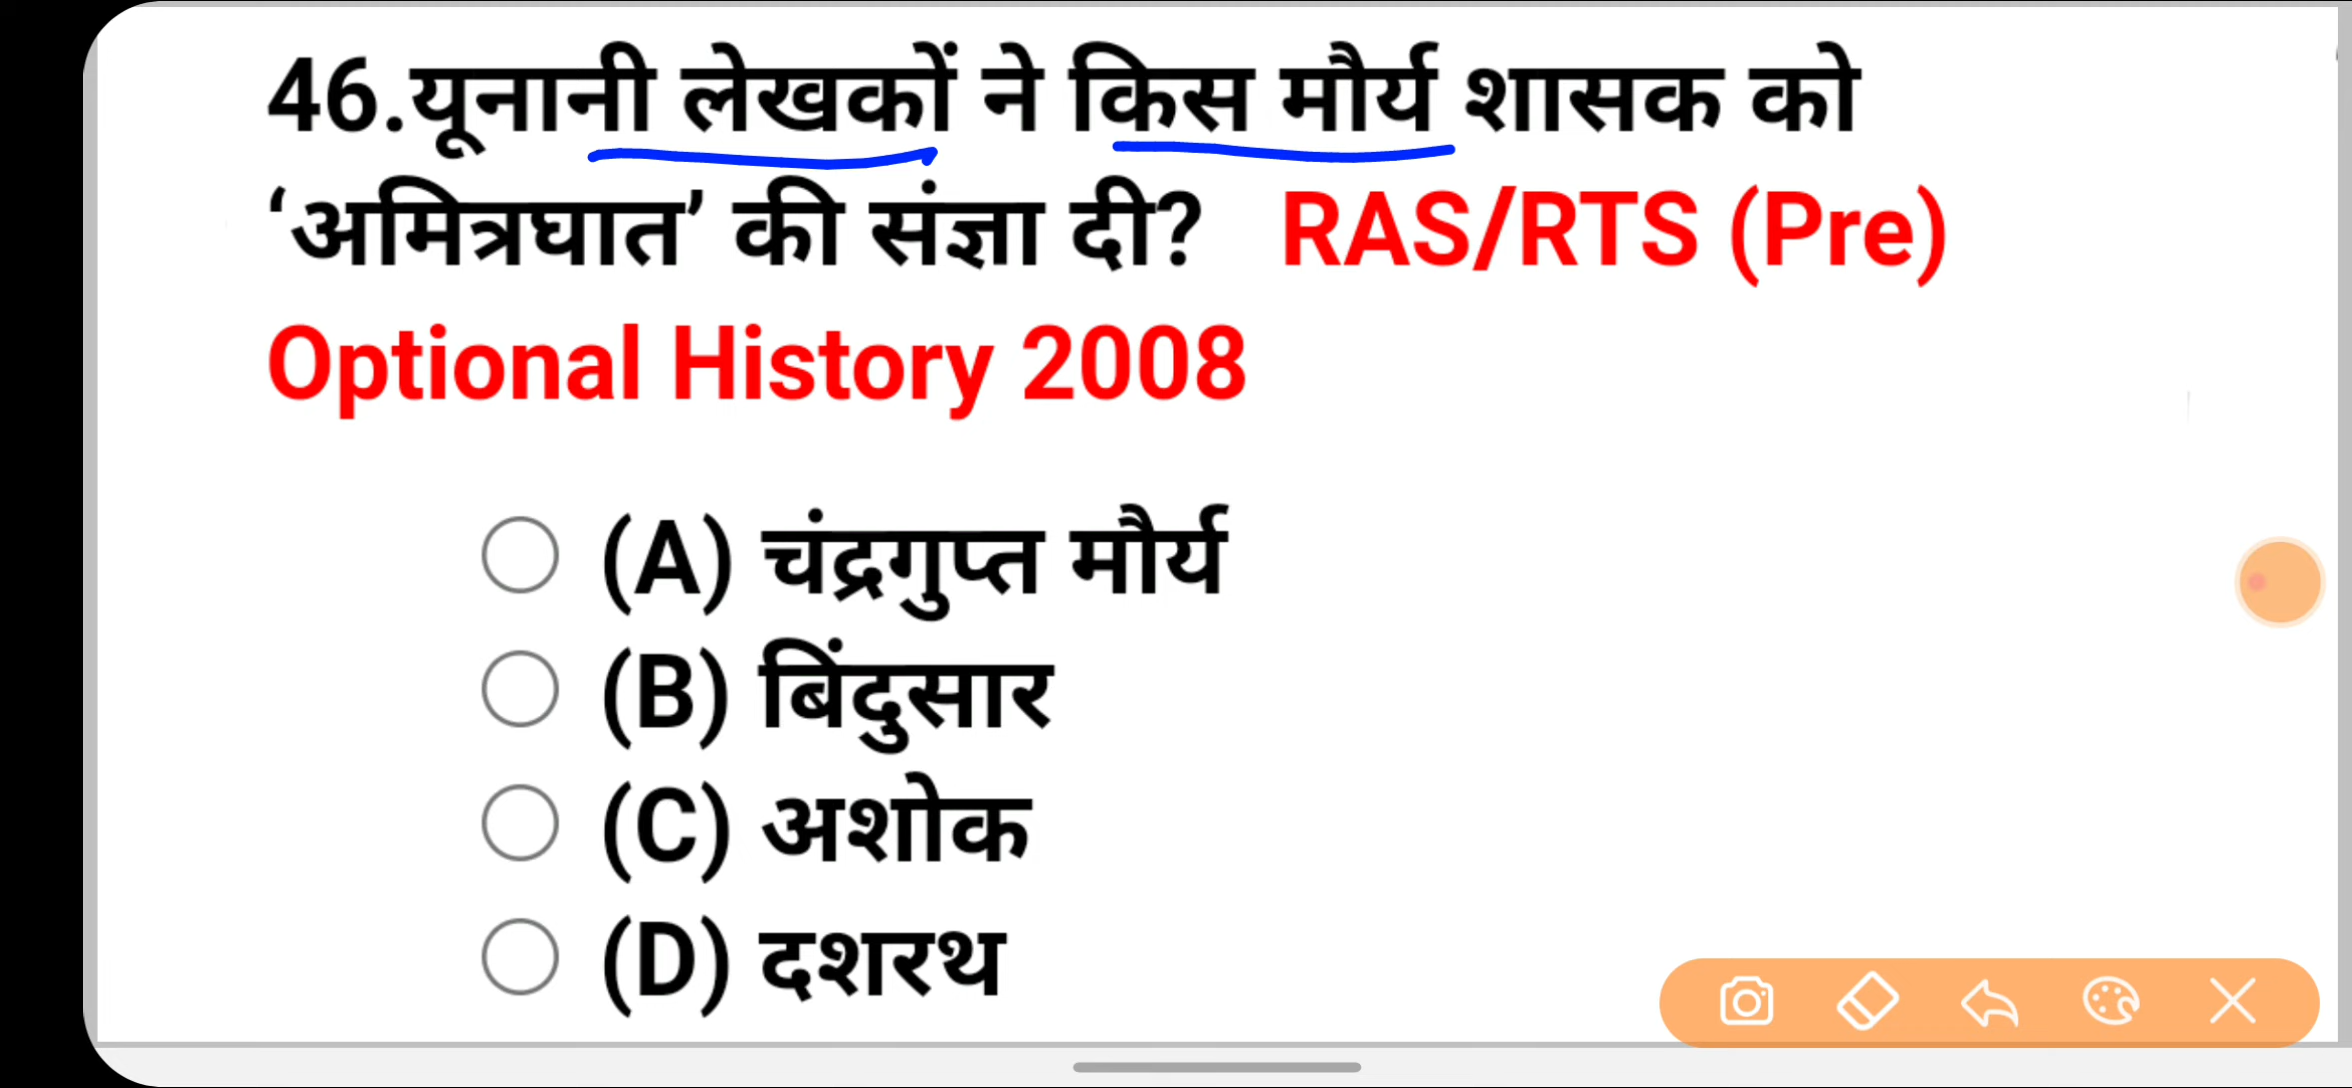 46.यूनानी लेखकों ने किस मौर्य शासक को
‘अमित्रघात’ की संज्ञा दी? RAS/RTS (Pre)
Optional History 2008
(A) चंद्रगुप्त मौर्य
(B) बिंदुसार
(C) अशोक
(D) दशरथ